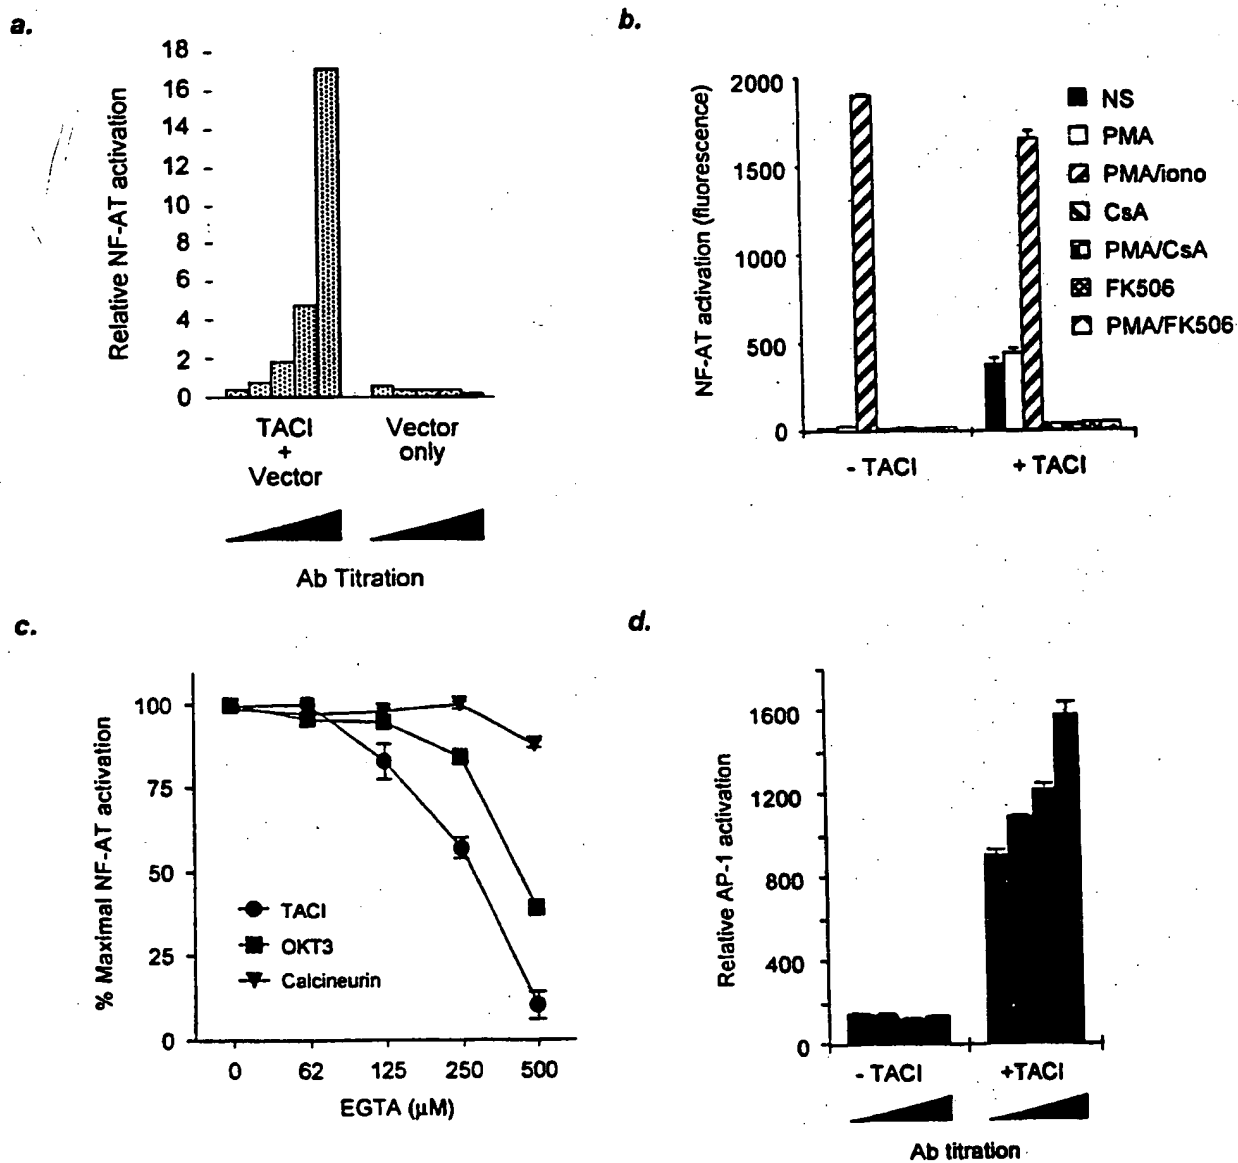 a.
Relative NF-AT activation
18
16
14
12
10
8
6
4
2
0
TACI
+
Vector
Vector
only
Ab Titration
b.
NF-AT activation (fluorescence)
2000
1500
1000
500
0
- TACI
+ TACI
NS
PMA
PMA/iono
CsA
PMA/CsA
FK506
PMA/FK506
c.
% Maximal NF-AT activation
100
75
50
25
0
TACI
OKT3
Calcineurin
0 62 125 250 500
EGTA (µM)
d.
Relative AP-1 activation
1600
1200
800
400
0
- TACI
+TACI
Ab titration